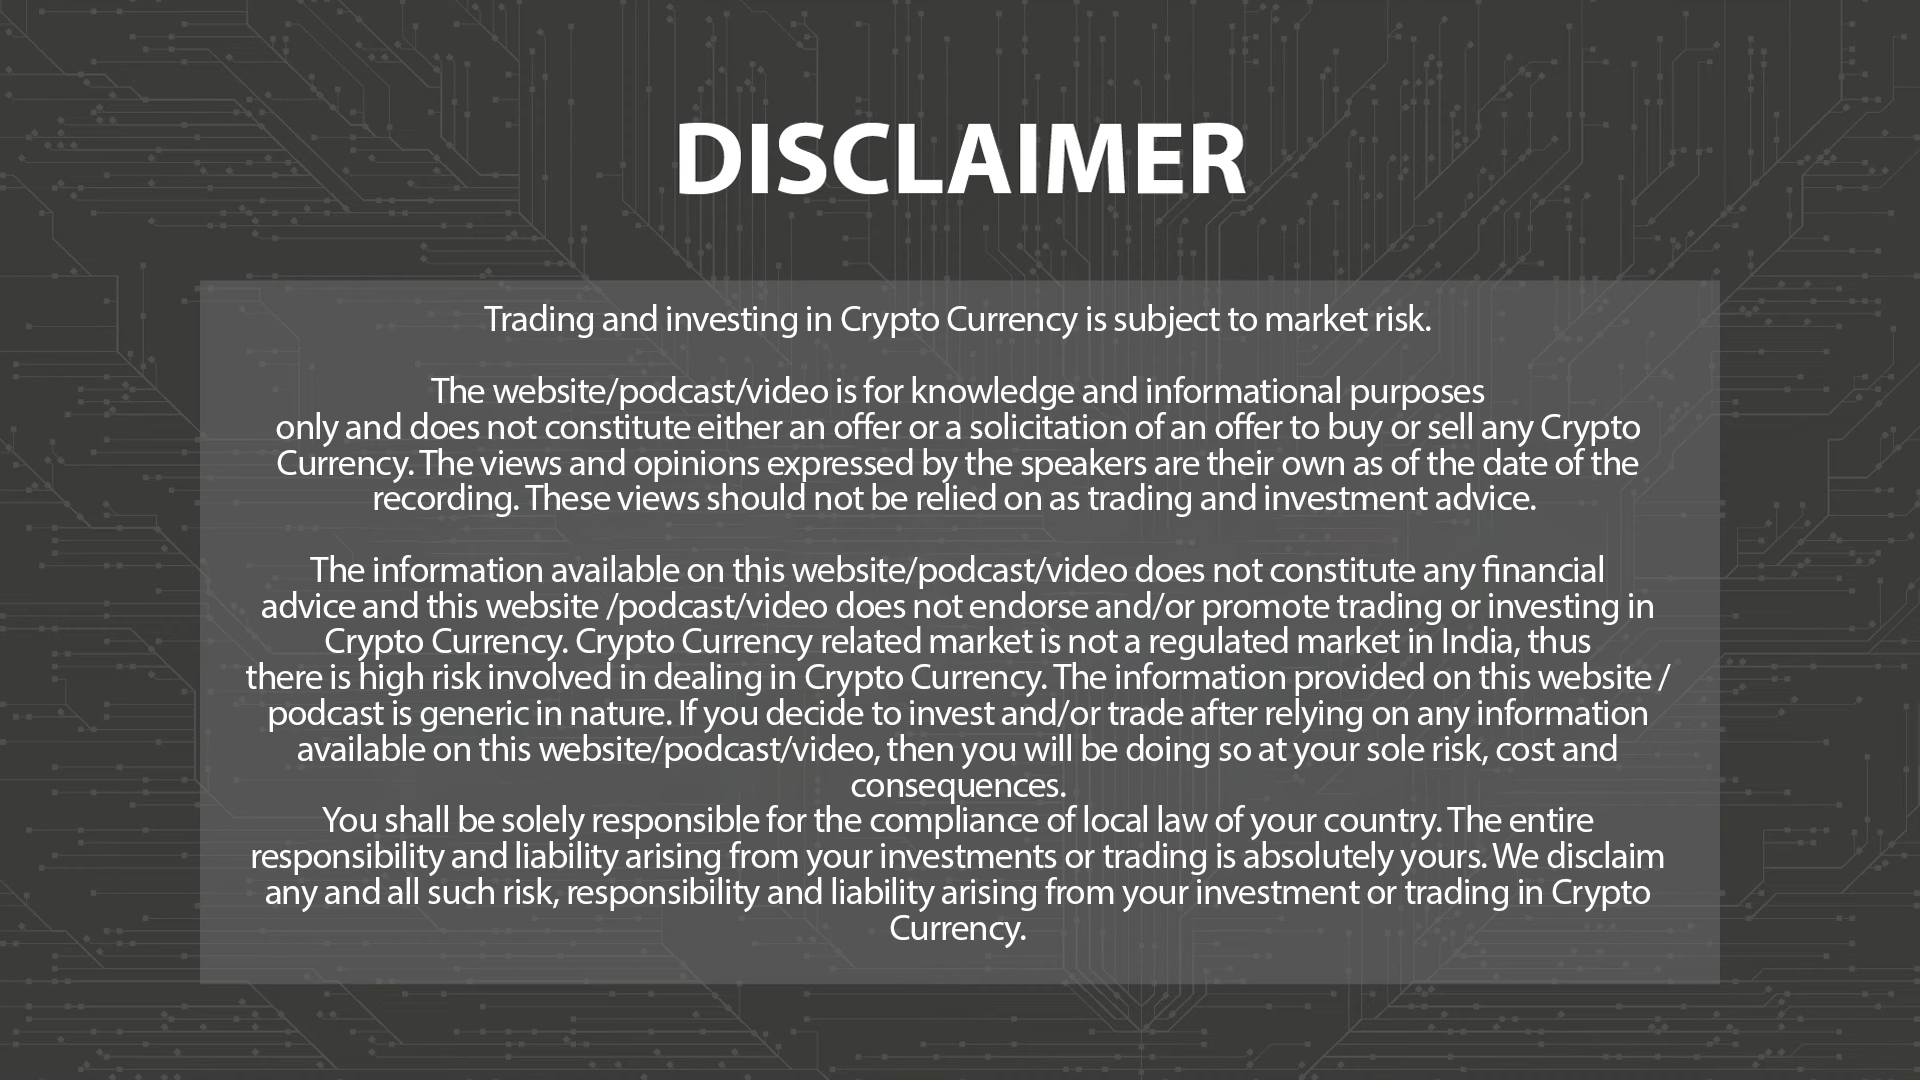 DISCLAIMER
Trading and investing in Crypto Currency is subject to market risk.
The website/podcast/video is for knowledge and informational purposes
only and does not constitute either an offer or a solicitation of an offer to buy or sell any Crypto
Currency. The views and opinions expressed by the speakers are their own as of the date of the
recording. These views should not be relied on as trading and investment advice.
The information available on this website/podcast/video does not constitute any financial
advice and this website /podcast/video does not endorse and/or promote trading or investing in
Crypto Currency. Crypto Currency related market is not a regulated market in India, thus
there is high risk involved in dealing in Crypto Currency. The information provided on this website /
podcast is generic in nature. If you decide to invest and/or trade after relying on any information
available on this website/podcast/video, then you will be doing so at your sole risk, cost and
consequences.
You shall be solely responsible for the compliance of local law of your country. The entire
responsibility and liability arising from your investments or trading is absolutely yours. We disclaim
any and all such risk, responsibility and liability arising from your investment or trading in Crypto
Currency.